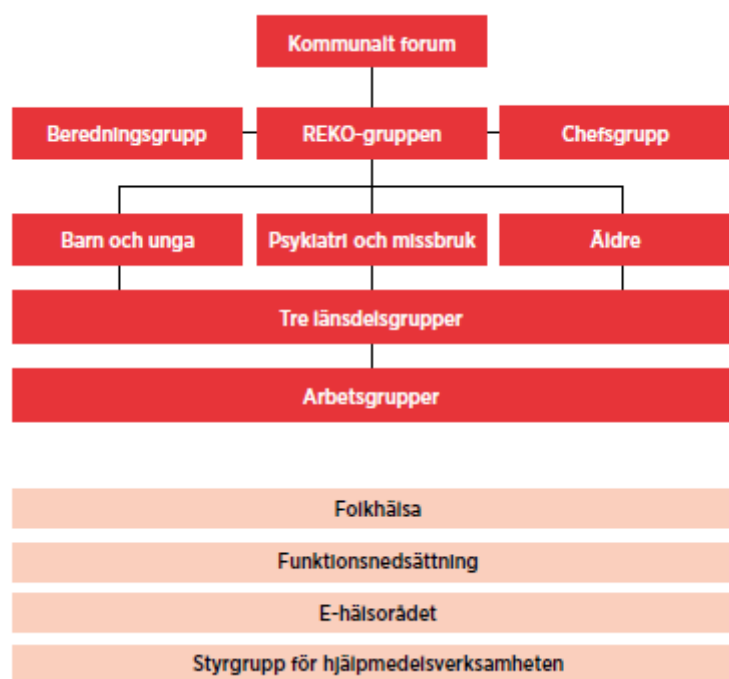 Kommunalt forum
Beredningsgrupp
REKO-gruppen
Chefsgrupp
Barn och unga
Psykiatri och missbruk
Äldre
Tre länsdelsgrupper
Arbetsgrupper
Folkhälsa
Funktionsnedsättning
E-hälsorådet
Styrgrupp för hjälpmedelsverksamheten